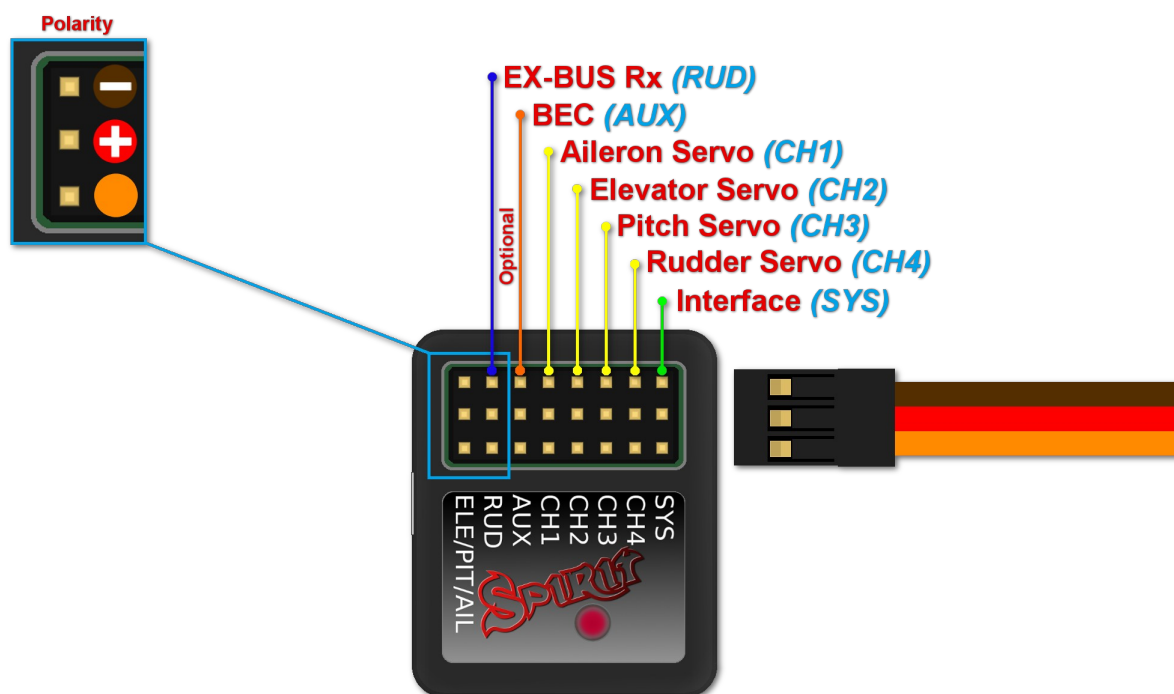 Polarity
EX-BUS Rx (RUD)
BEC (AUX)
Aileron Servo (CH1)
Elevator Servo (CH2)
Pitch Servo (CH3)
Rudder Servo (CH4)
Interface (SYS)
Optional
ELE/PIT/AIL
RUD
AUX
CH1
CH2
CH3
CH4
SYS
SPIRIT